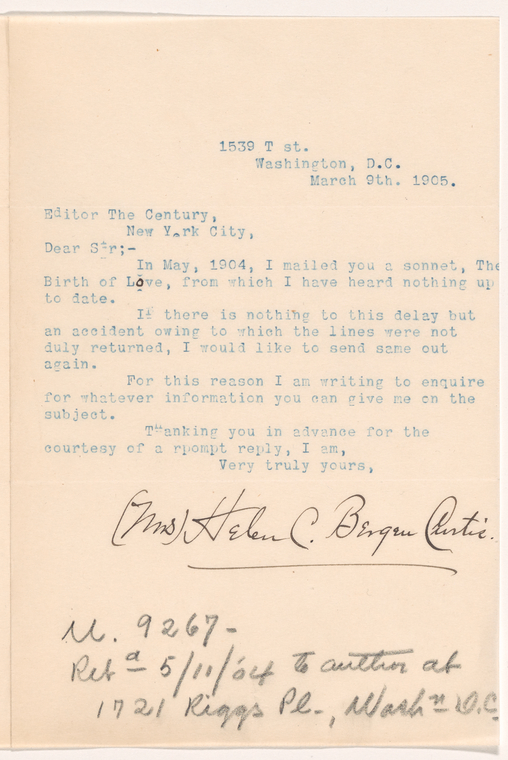 1539 T st.
Washington, D.C.
March 9th. 1905.
Editor The Century,
New York City,
Dear Sir;-
In May, 1904, I mailed you a sonnet, The
Birth of Love, from which I have heard nothing up
to date.
If there is nothing to this delay but
an accident owing to which the lines were not
duly returned, I would like to send same out
again.
For this reason I am writing to enquire
for whatever information you can give me on the
subject.
Thanking you in advance for the
courtesy of a rpompt reply, I am,
Very truly yours,
(Mrs) Helen C. Bergen Curtis.
M. 9267-
Ret'd 5/11/'04 to author at
1721 Riggs Pl-, Wash'n D.C.